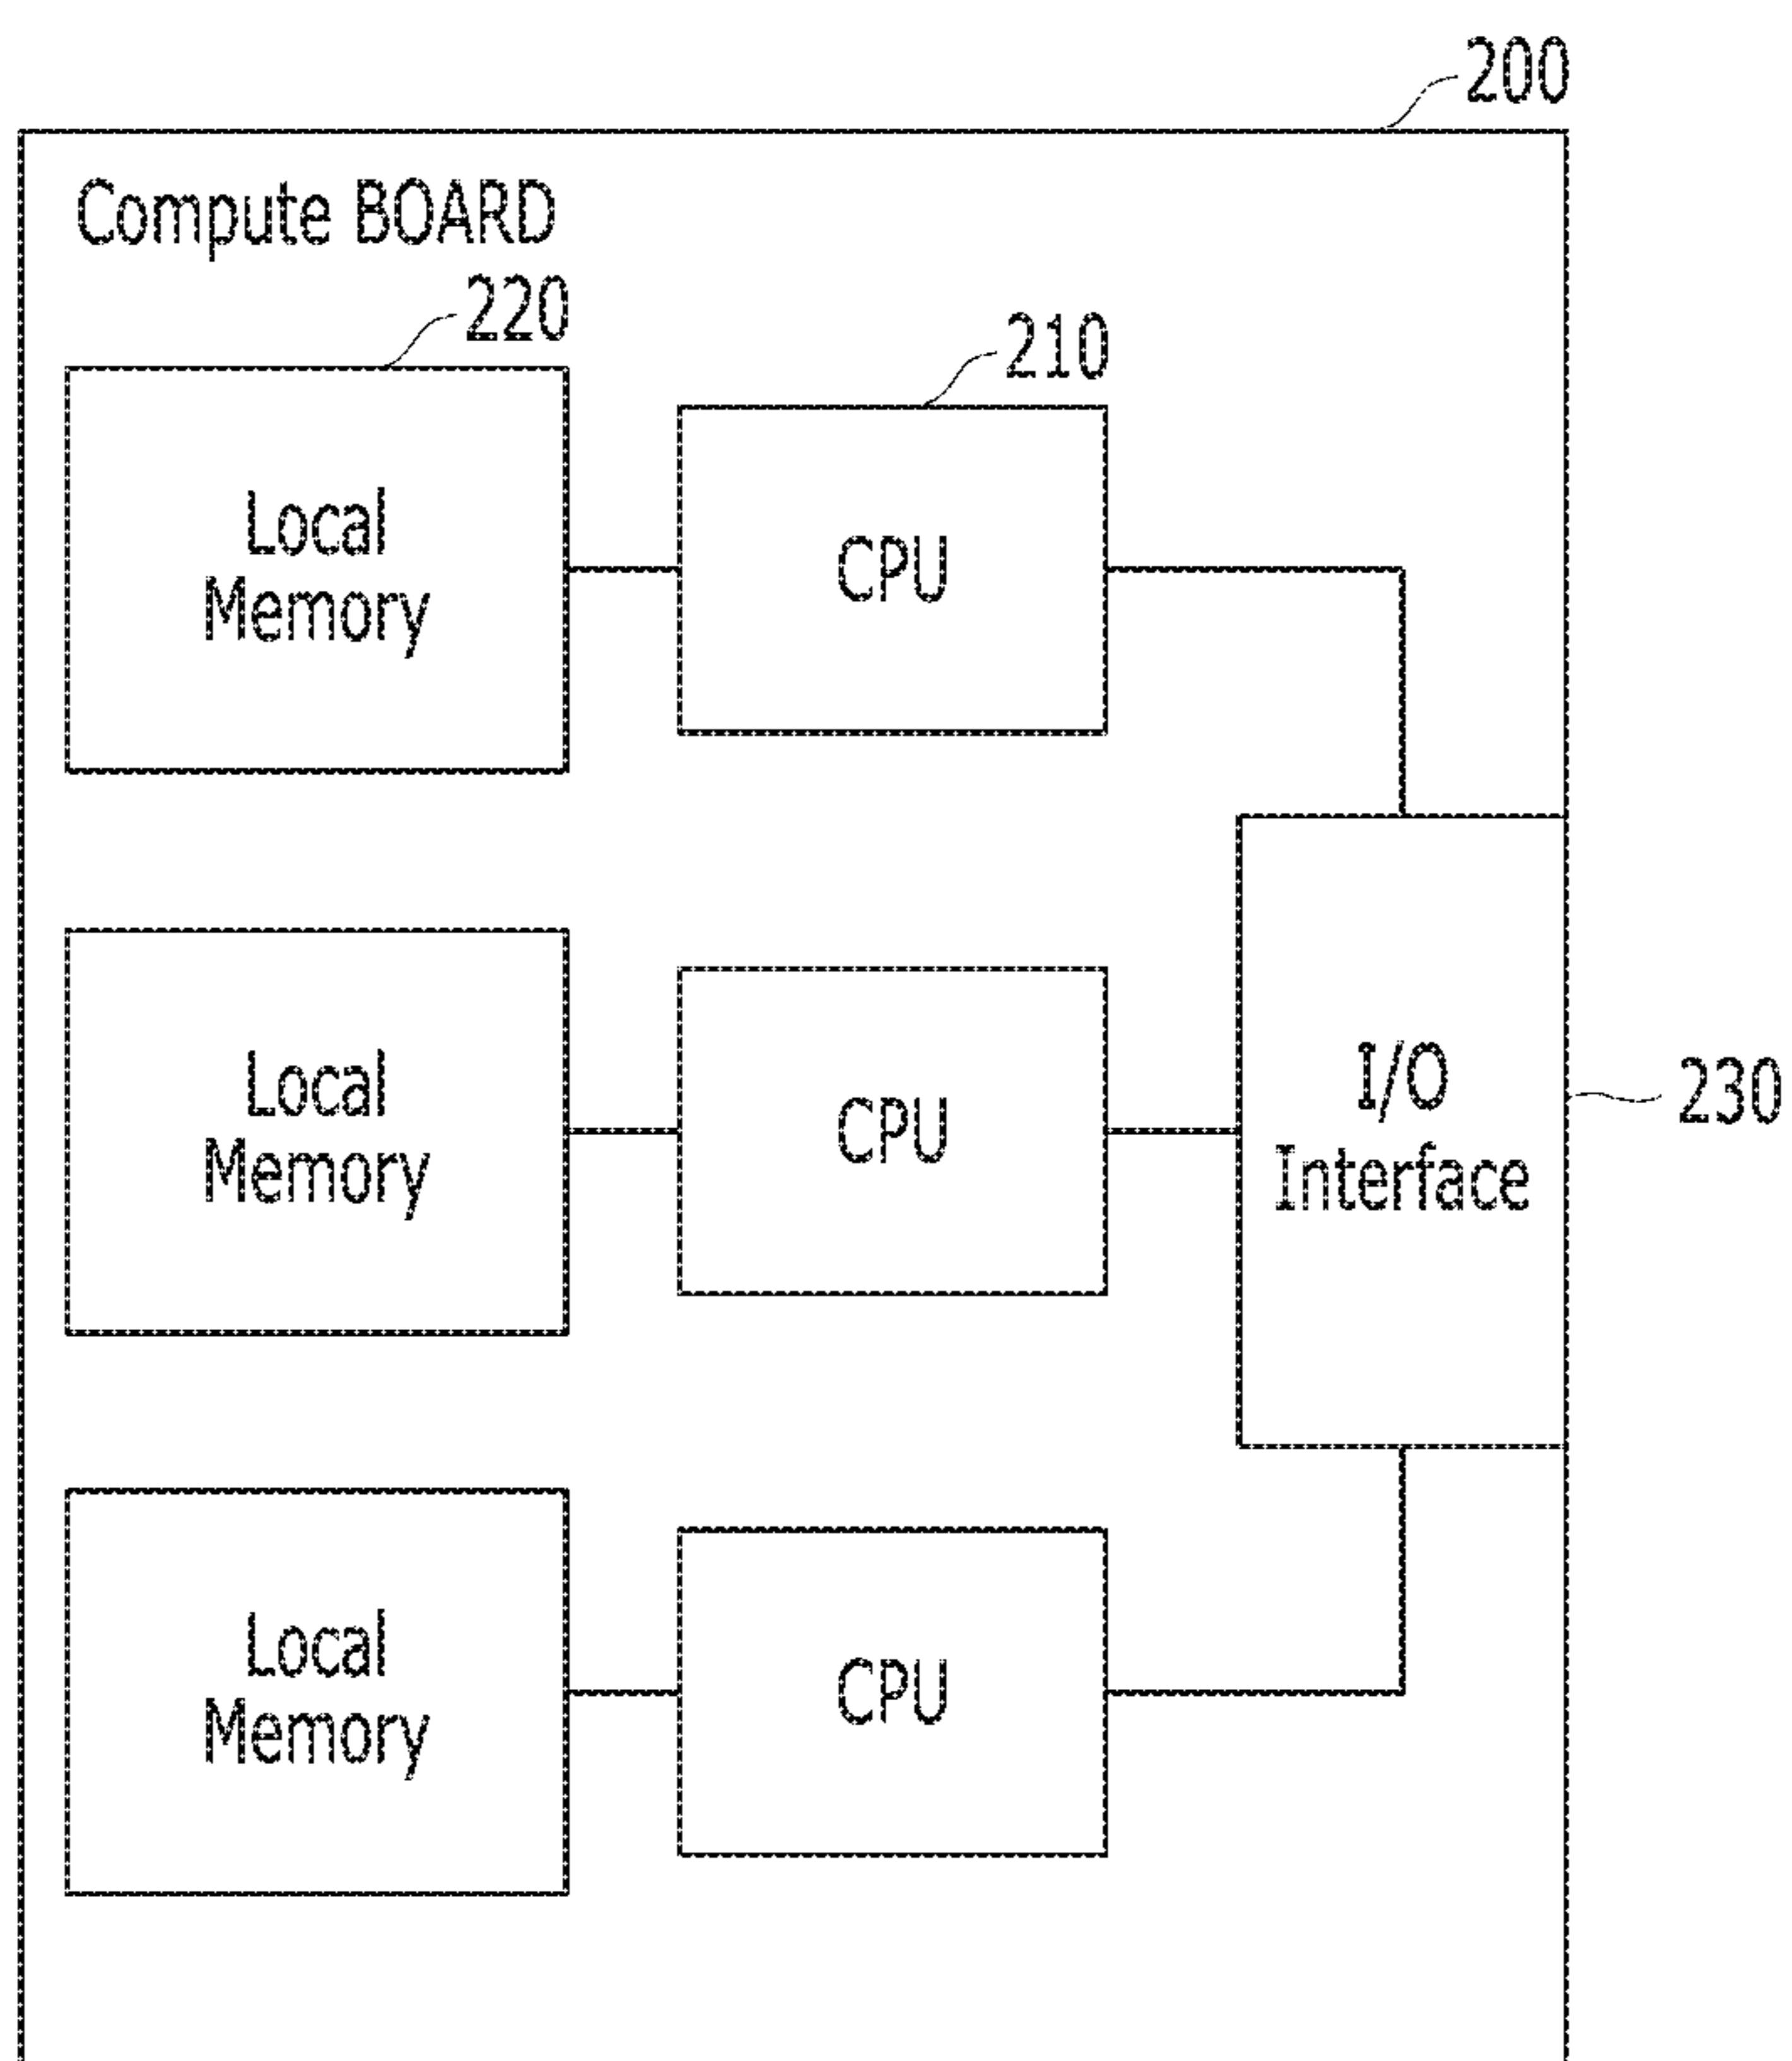 200
Compute BOARD
220
210
Local
Memory
CPU
Local
Memory
CPU
I/O
Interface
230
Local
Memory
CPU